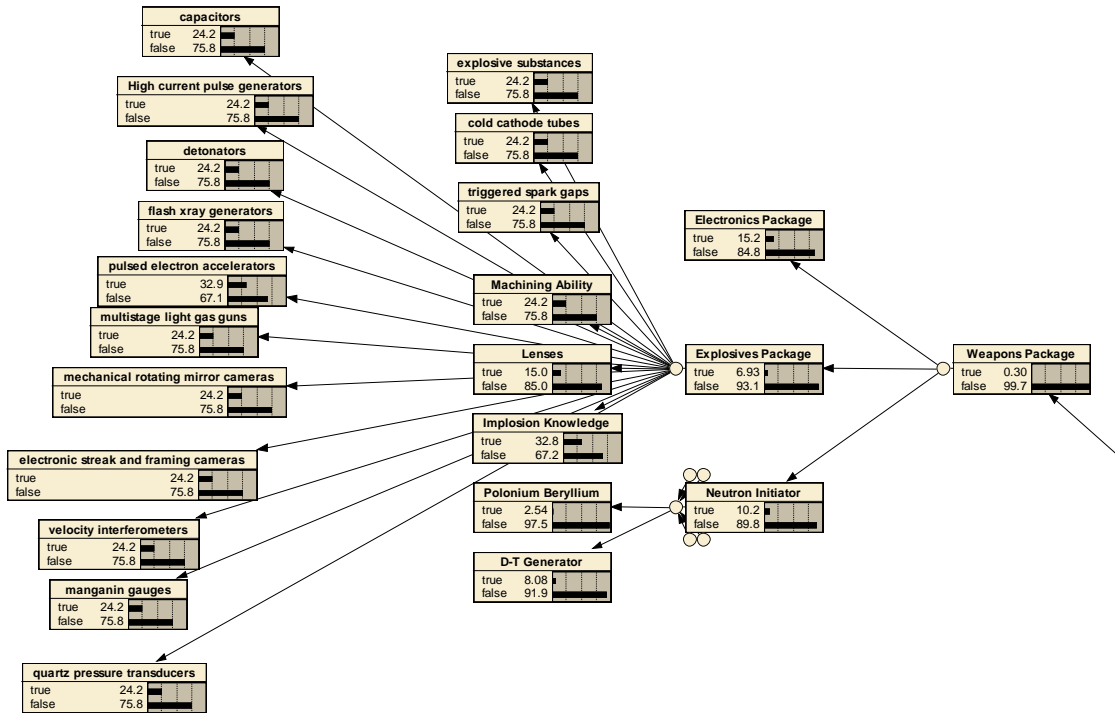 capacitors
true 24.2
false 75.8
High current pulse generators
true 24.2
false 75.8
detonators
true 24.2
false 75.8
flash xray generators
true 24.2
false 75.8
pulsed electron accelerators
true 32.9
false 67.1
multistage light gas guns
true 24.2
false 75.8
mechanical rotating mirror cameras
true 24.2
false 75.8
electronic streak and framing cameras
true 24.2
false 75.8
velocity interferometers
true 24.2
false 75.8
manganin gauges
true 24.2
false 75.8
quartz pressure transducers
true 24.2
false 75.8
explosive substances
true 24.2
false 75.8
cold cathode tubes
true 24.2
false 75.8
triggered spark gaps
true 24.2
false 75.8
Machining Ability
true 24.2
false 75.8
Lenses
true 15.0
false 85.0
Implosion Knowledge
true 32.8
false 67.2
Polonium Beryllium
true 2.54
false 97.5
D-T Generator
true 8.08
false 91.9
Electronics Package
true 15.2
false 84.8
Explosives Package
true 6.93
false 93.1
Neutron Initiator
true 10.2
false 89.8
Weapons Package
true 0.30
false 99.7